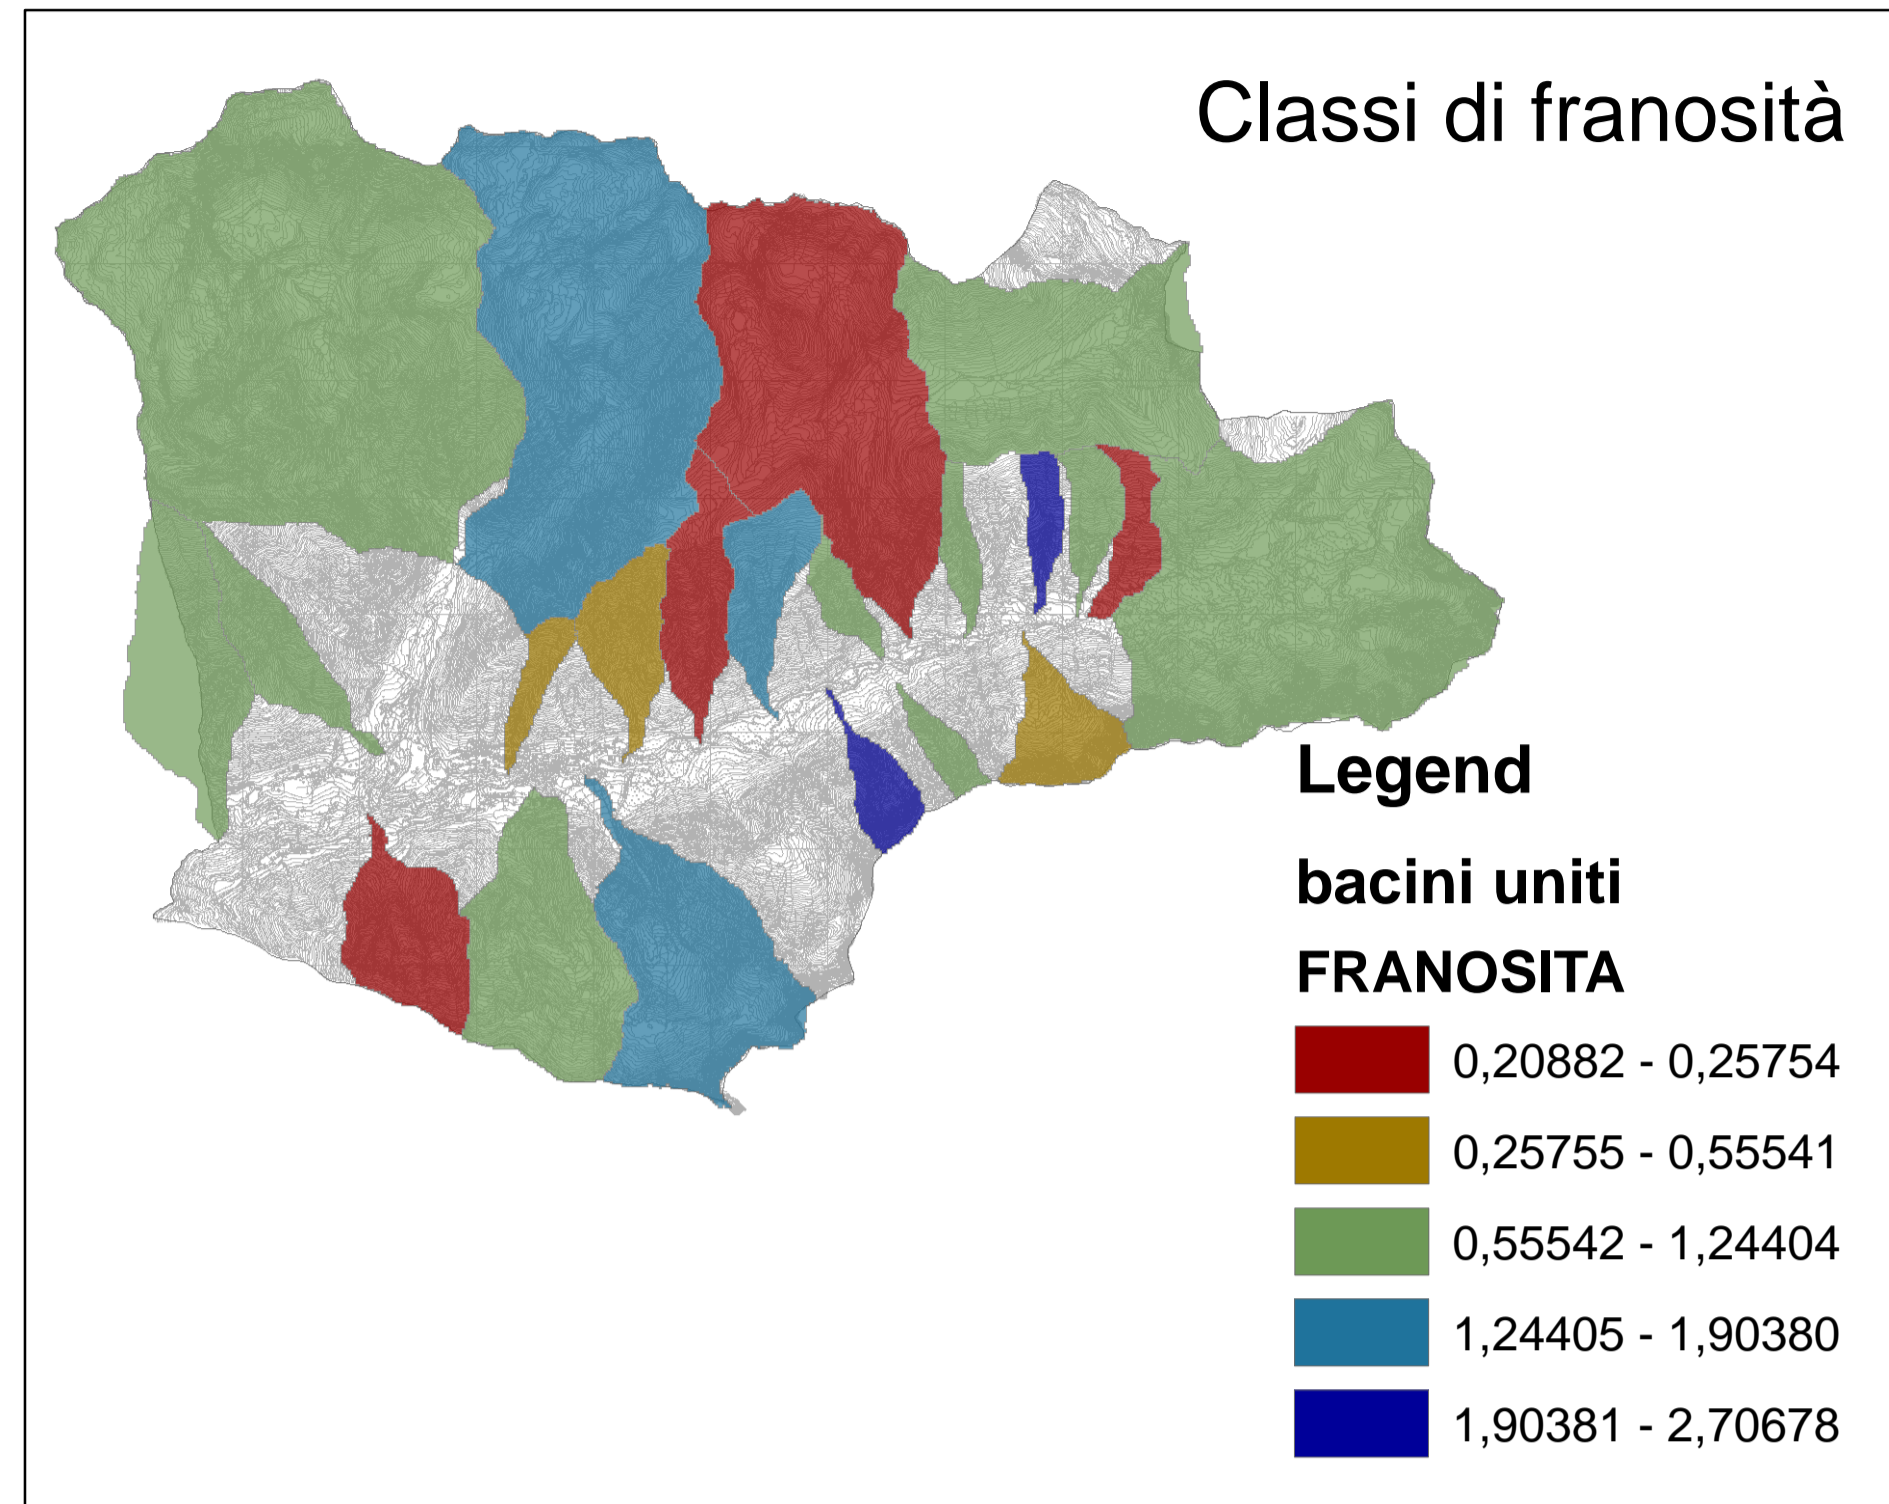 Classi di franosità
Legend
bacini uniti
FRANOSITA
0,20882 - 0,25754
0,25755 - 0,55541
0,55542 - 1,24404
1,24405 - 1,90380
1,90381 - 2,70678